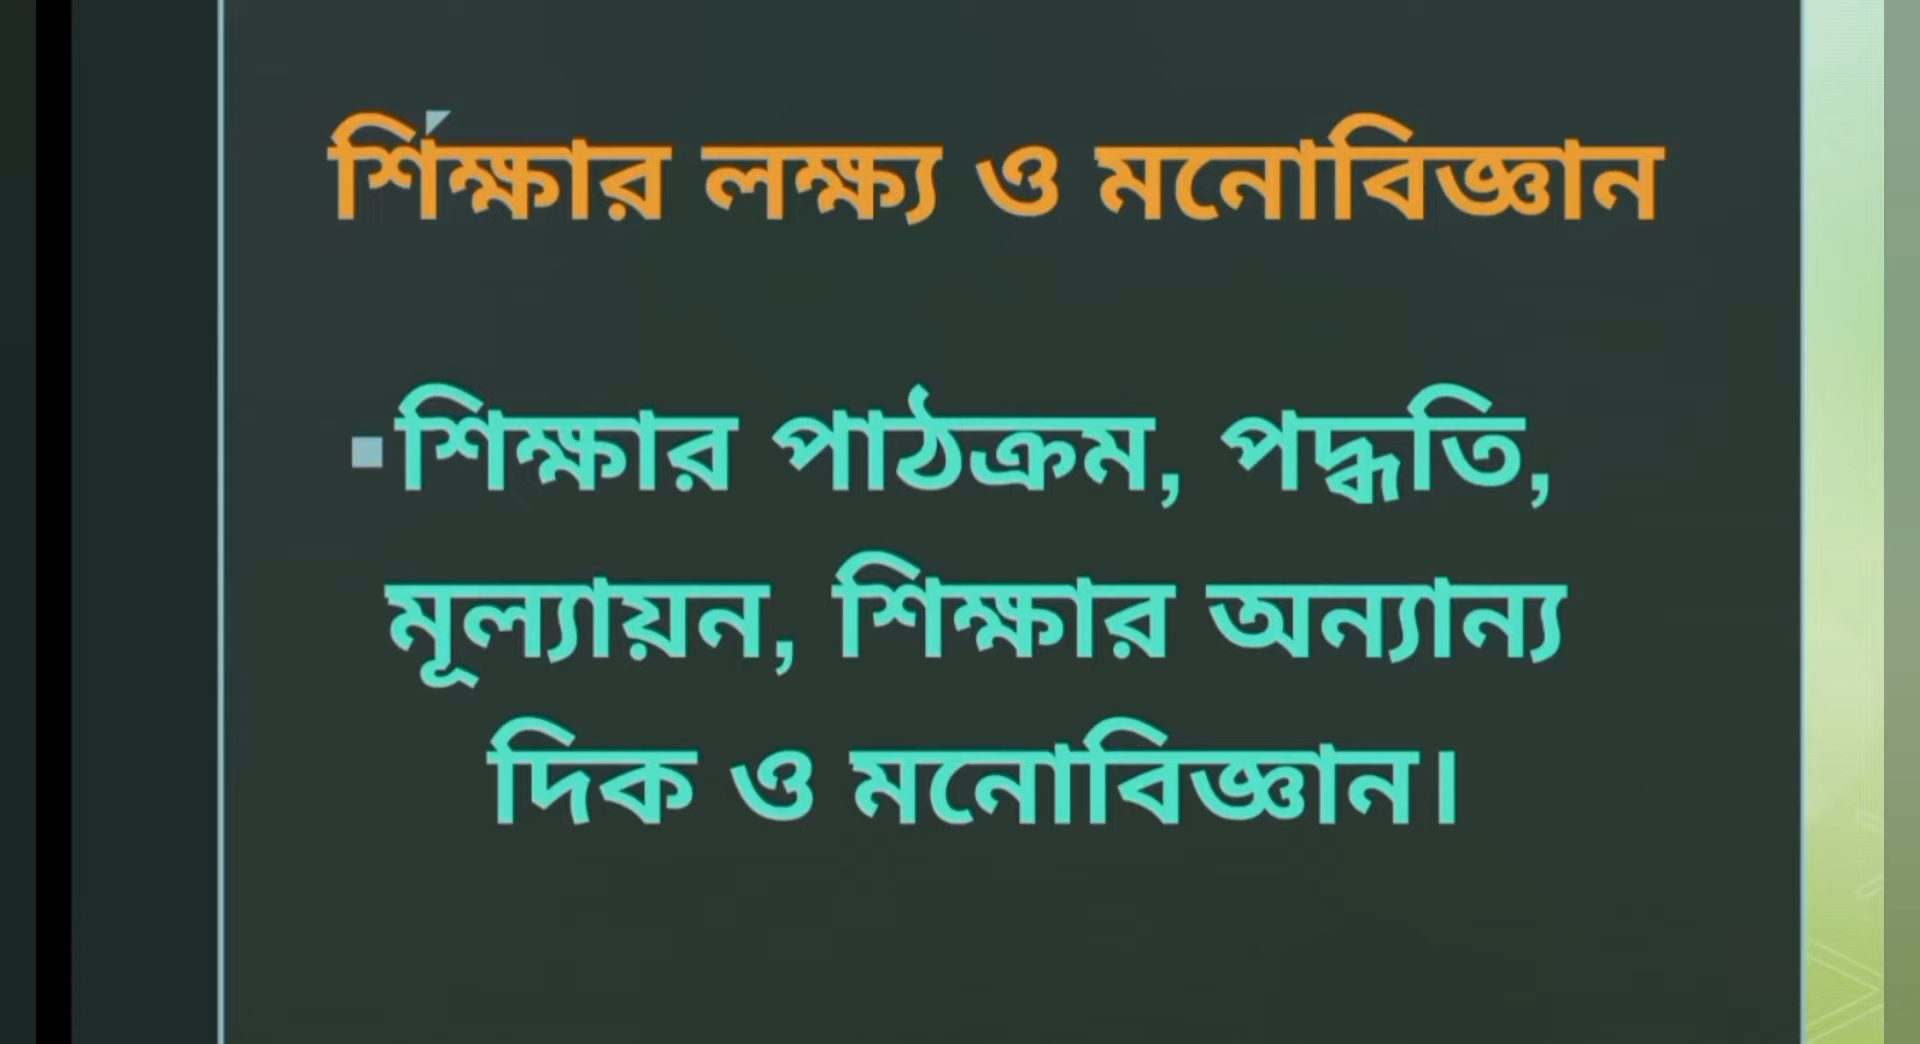 শিক্ষার লক্ষ্য ও মনোবিজ্ঞান
▪শিক্ষার পাঠক্রম, পদ্ধতি,
মূল্যায়ন, শিক্ষার অন্যান্য
দিক ও মনোবিজ্ঞান।